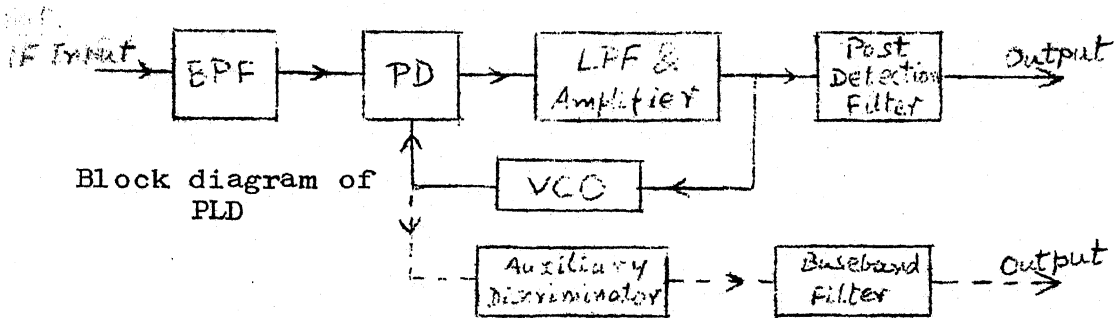 IF Input
BPF
PD
LPF &
Amplifier
Post
Detection
Filter
Output
Block diagram of
PLD
VCO
Auxiliary
Discriminator
Baseband
Filter
Output